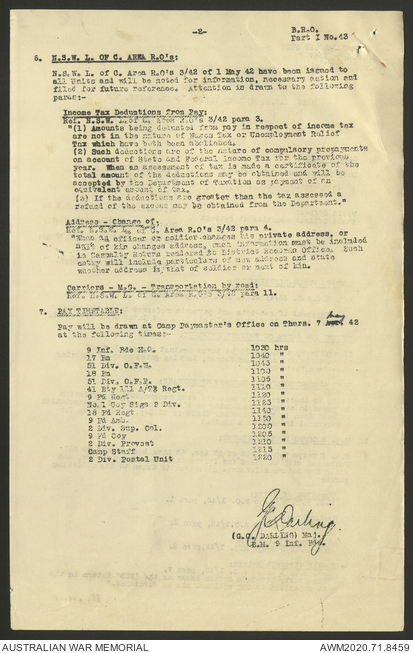 -2-
B.R.O.
Part I No.43
6. N.S.W. L. OF C. AREA R.O's:
N.S.W. L. of C. Area R.O's 3/42 of 1 May 42 have been issued to
all Units and will be noted for information, necessary action and
filed for future reference. Attention is drawn to the following
paras:-
Income Tax Deductions from Pay:
Ref. N.S.W. L. of C. Area R.O's 3/42 para 3.
"(1) Amounts being deducted from pay in respect of income tax
are not in the nature of Wages Tax or Unemployment Relief
Tax which have both been abolished.
(2) Such deductions are of the nature of compulsory prepayments
on account of State and Federal Income Tax for the previous
year. When an assessment of tax is made a certificate of the
total amount of the deductions may be obtained and will be
accepted by the Department of Taxation as payment of an
equivalent amount of tax.
(3) If the deductions are greater than the tax assessed a
refund of the excess may be obtained from the Department."
Address - Change of:
Ref. N.S.W. L. of C. Area R.O's 3/42 para 4.
"When an officer or soldier changes his private address, or
of kin changes address, such information must be included
in Casualty Return rendered to District Records Office. Such
entry will include particulars of new address and state
whether address is that of soldier or next of kin.
Carriers - M.G. - Transportation by Road:
Ref. N.S.W. L. of C. Area R.O's 3/42 para 11.
7. PAY TIMETABLE:
Pay will be drawn at Camp Paymaster's Office on Thurs. 7 May 42
at the following times:-
9 Inf. Bde H.Q. 1030 hrs
17 Bn 1040 "
51 Div. C.F.W. 1045 "
18 Bn 1100 "
51 Div. C.F.P. 1105 "
41 Bty 111 A/Tk Regt. 1110 "
9 Fd Regt 1120 "
No.1 Coy Sigs 2 Div. 1125 "
18 Fd Regt 1140 "
9 Fd Amb. 1150 "
2 Div. Sup. Col. 1200 "
9 Fd Coy 1205 "
2 Div. Provost 1210 "
Camp Staff 1215 "
2 Div. Postal Unit 1220 "
GCDarling.
(G.C. DARLING) Maj.
B.M. 9 Inf. Bde.
AUSTRALIAN WAR MEMORIAL
AWM2020.71.8459